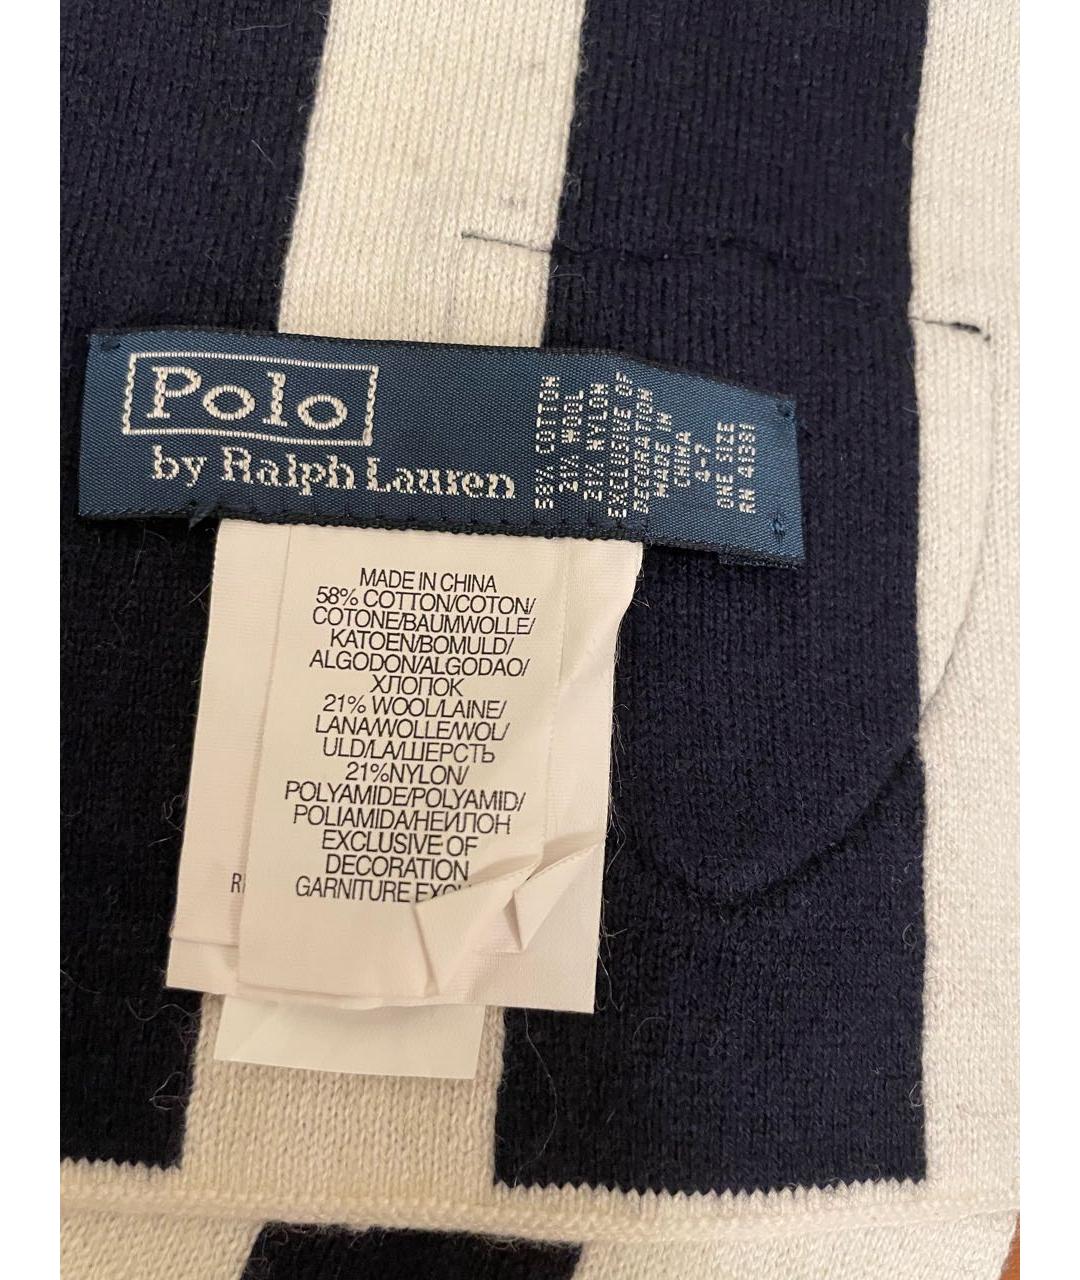 Polo
by Ralph Lauren
58% COTTON
21% WOOL
21% NYLON
EXCLUSIVE OF
DECORATION
MADE IN
CHINA
4-7
ONE SIZE
RN 41381
MADE IN CHINA
58% COTTON/COTON/
COTONE/BAUMWOLLE/
KATOEN/BOMULD/
ALGODON/ALGODAO/
ХЛОПОК
21% WOOL/LAINE/
LANA/WOLLE/WOL/
ULD/LA/ШЕРСТЬ
21%NYLON/
POLYAMIDE/POLYAMID/
POLIAMIDA/НЕЙЛОН
EXCLUSIVE OF
DECORATION
GARNITURE